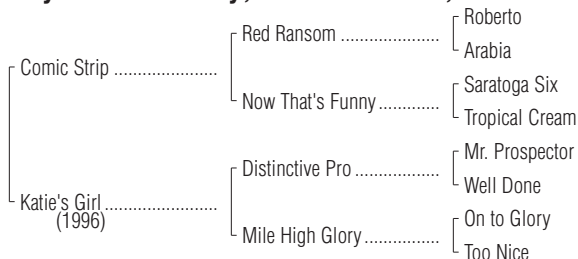 Roberto
Red Ransom ..................
Arabia
Comic Strip .....................
Saratoga Six
Now That's Funny.............
Tropical Cream
Mr. Prospector
Distinctive Pro .................
Well Done
Katie's Girl .......................
(1996)
On to Glory
Mile High Glory................
Too Nice